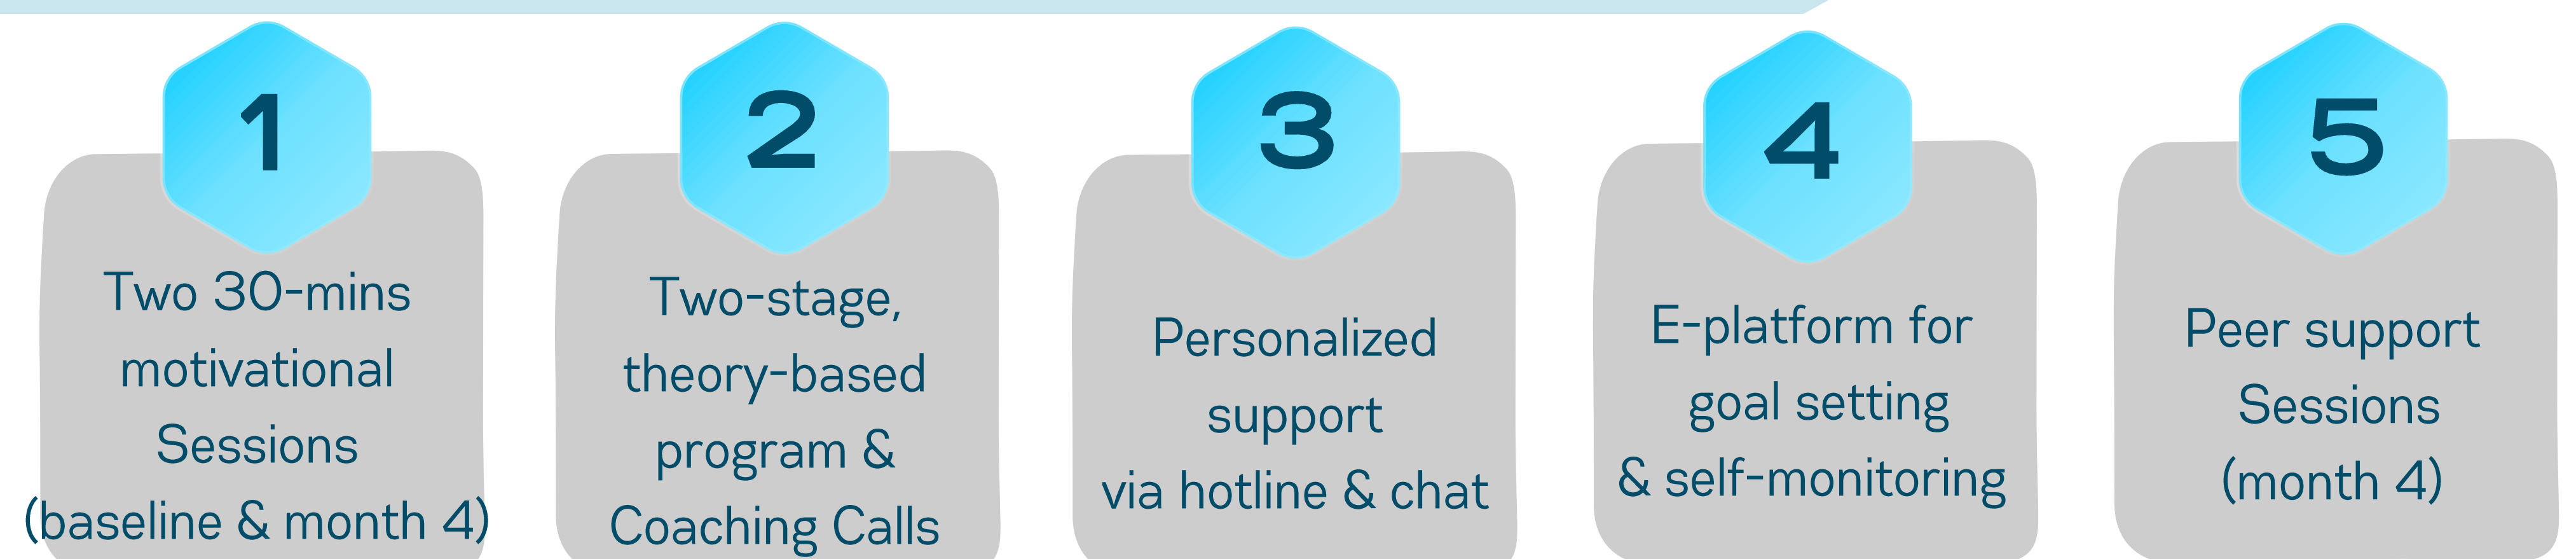 1
Two 30-mins
motivational
Sessions
(baseline & month 4)
2
Two-stage,
theory-based
program &
Coaching Calls
3
Personalized
support
via hotline & chat
4
E-platform for
goal setting
& self-monitoring
5
Peer support
Sessions
(month 4)